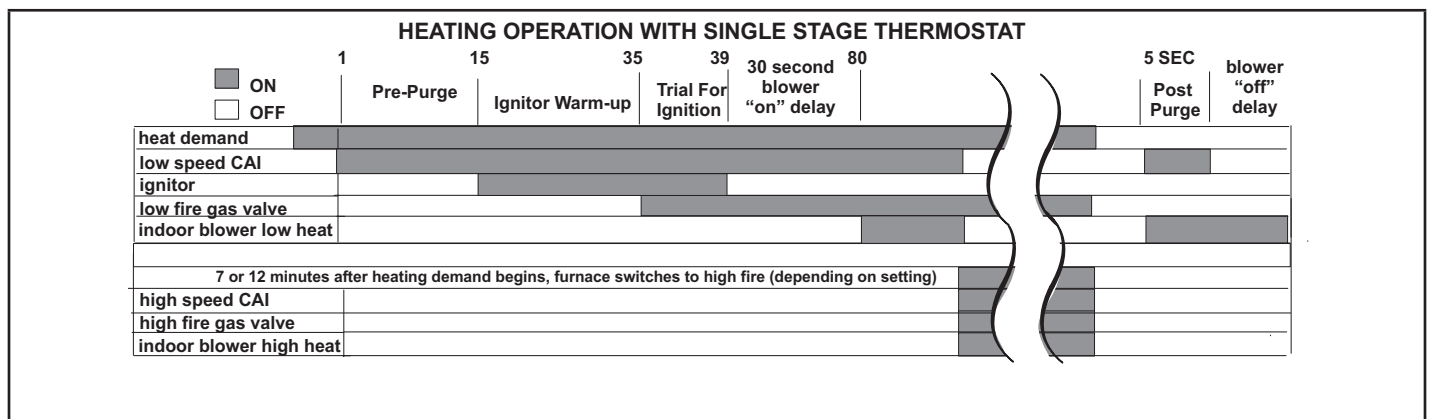 HEATING OPERATION WITH SINGLE STAGE THERMOSTAT
1 15 35 39 80 5 SEC
ON
OFF
Pre-Purge
Ignitor Warm-up
Trial For
Ignition
30 second
blower
“on” delay
Post
Purge
blower
“off”
delay
heat demand
low speed CAI
ignitor
low fire gas valve
indoor blower low heat
7 or 12 minutes after heating demand begins, furnace switches to high fire (depending on setting)
high speed CAI
high fire gas valve
indoor blower high heat